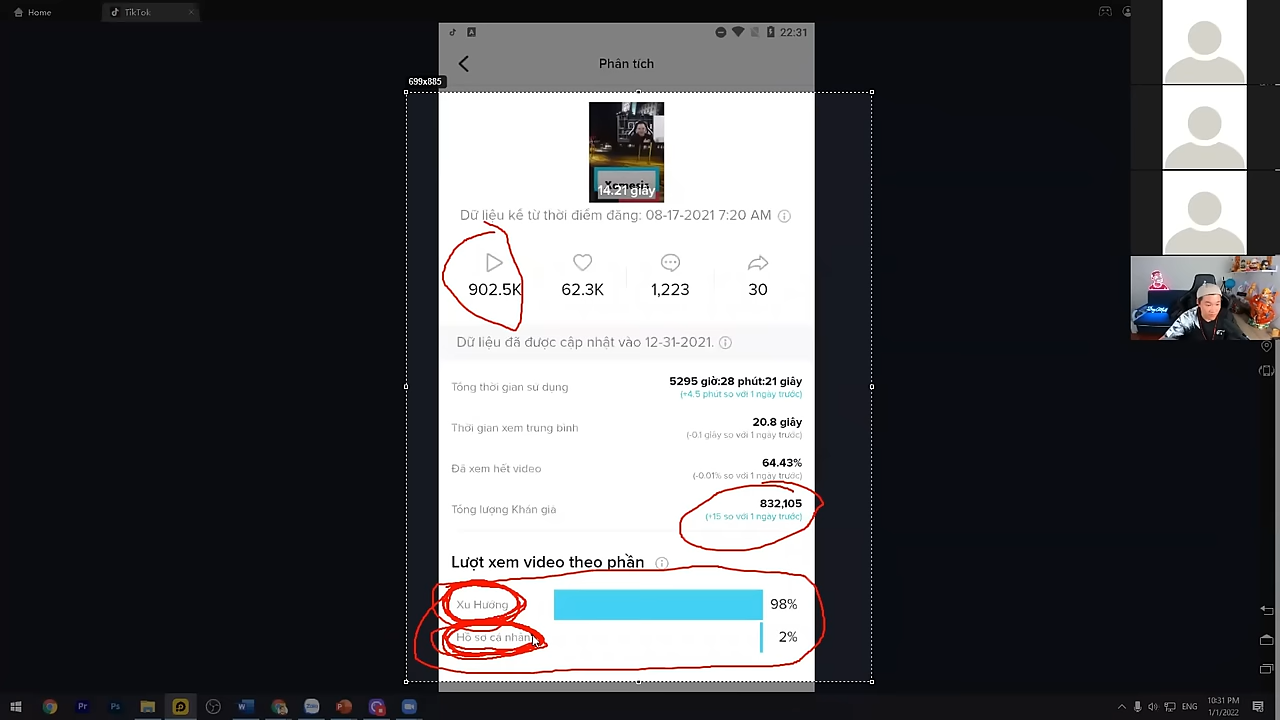 Home
TikTok
22:31
Phân tích
699x885
14.21 giây
Dữ liệu kể từ thời điểm đăng: 08-17-2021 7:20 AM
902.5K 62.3K 1,223 30
Dữ liệu đã được cập nhật vào 12-31-2021.
Tổng thời gian sử dụng 5295 giờ:28 phút:21 giây
(+4.5 phút so với 1 ngày trước)
Thời gian xem trung bình 20.8 giây
(-0.1 giây so với 1 ngày trước)
Đã xem hết video 64.43%
(-0.01% so với 1 ngày trước)
Tổng lượng Khán giả 832,105
(+15 so với 1 ngày trước)
Lượt xem video theo phần
Xu Hướng 98%
Hồ sơ cá nhân 2%
ENG
10:31 PM
1/1/2022